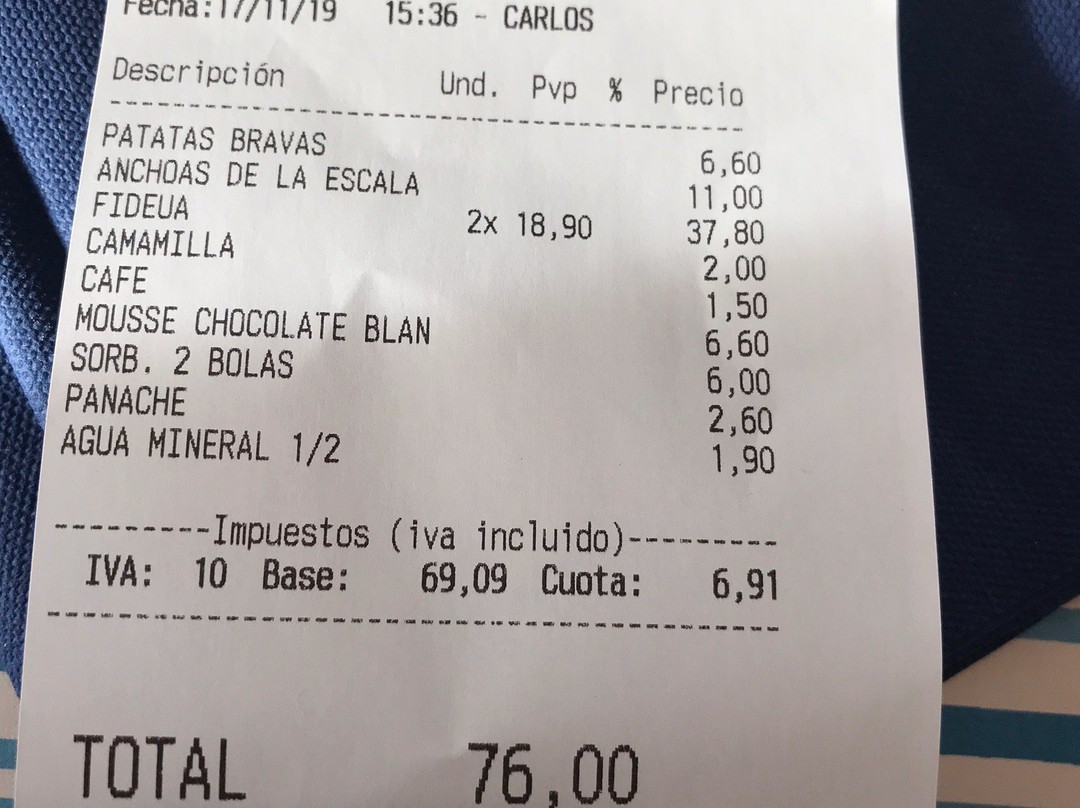 Fecha:17/11/19 15:36 - CARLOS
Descripción Und. Pvp % Precio
PATATAS BRAVAS 6,60
ANCHOAS DE LA ESCALA 11,00
FIDEUA 2x 18,90 37,80
CAMAMILLA 2,00
CAFE 1,50
MOUSSE CHOCOLATE BLAN 6,60
SORB. 2 BOLAS 6,00
PANACHE 2,60
AGUA MINERAL 1/2 1,90
---------Impuestos (iva incluido)---------
IVA: 10 Base: 69,09 Cuota: 6,91
TOTAL 76,00